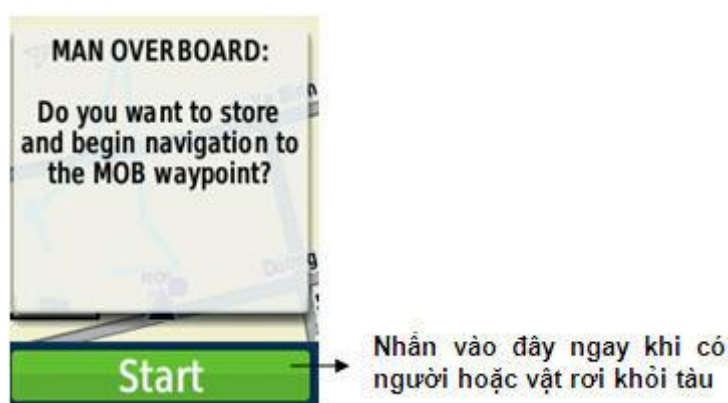 MAN OVERBOARD:
Do you want to store
and begin navigation to
the MOB waypoint?
Start
Nhấn vào đây ngay khi có
người hoặc vật rơi khỏi tàu